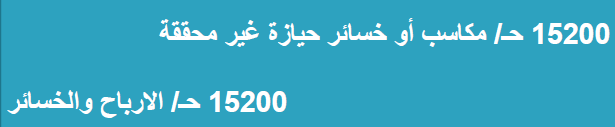 15200 حـ/ مكاسب أو خسائر حيازة غير محققة
15200 حـ/ الارباح والخسائر